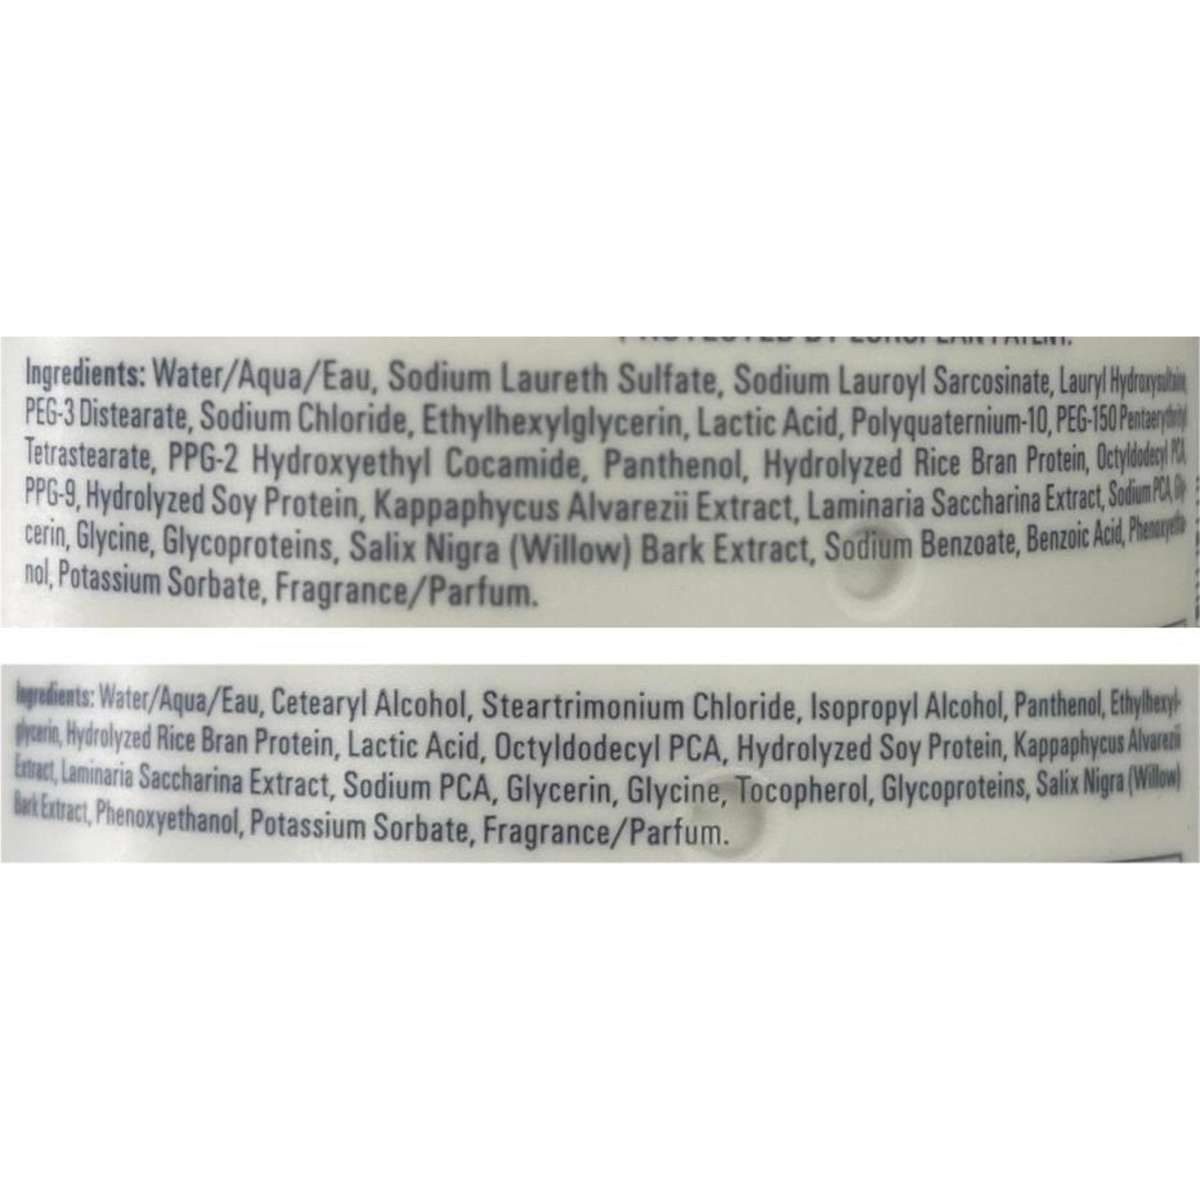 PROTECTED BY EUROPEAN PATENT.
Ingredients: Water/Aqua/Eau, Sodium Laureth Sulfate, Sodium Lauroyl Sarcosinate, Lauryl Hydroxysultaine,
PEG-3 Distearate, Sodium Chloride, Ethylhexylglycerin, Lactic Acid, Polyquaternium-10, PEG-150 Pentaerythrityl
Tetrastearate, PPG-2 Hydroxyethyl Cocamide, Panthenol, Hydrolyzed Rice Bran Protein, Octyldodecyl PCA,
PPG-9, Hydrolyzed Soy Protein, Kappaphycus Alvarezii Extract, Laminaria Saccharina Extract, Sodium PCA, Gly-
cerin, Glycine, Glycoproteins, Salix Nigra (Willow) Bark Extract, Sodium Benzoate, Benzoic Acid, Phenoxyetha-
nol, Potassium Sorbate, Fragrance/Parfum.
Ingredients: Water/Aqua/Eau, Cetearyl Alcohol, Steartrimonium Chloride, Isopropyl Alcohol, Panthenol, Ethylhexyl-
glycerin, Hydrolyzed Rice Bran Protein, Lactic Acid, Octyldodecyl PCA, Hydrolyzed Soy Protein, Kappaphycus Alvarezii
Extract, Laminaria Saccharina Extract, Sodium PCA, Glycerin, Glycine, Tocopherol, Glycoproteins, Salix Nigra (Willow)
Bark Extract, Phenoxyethanol, Potassium Sorbate, Fragrance/Parfum.